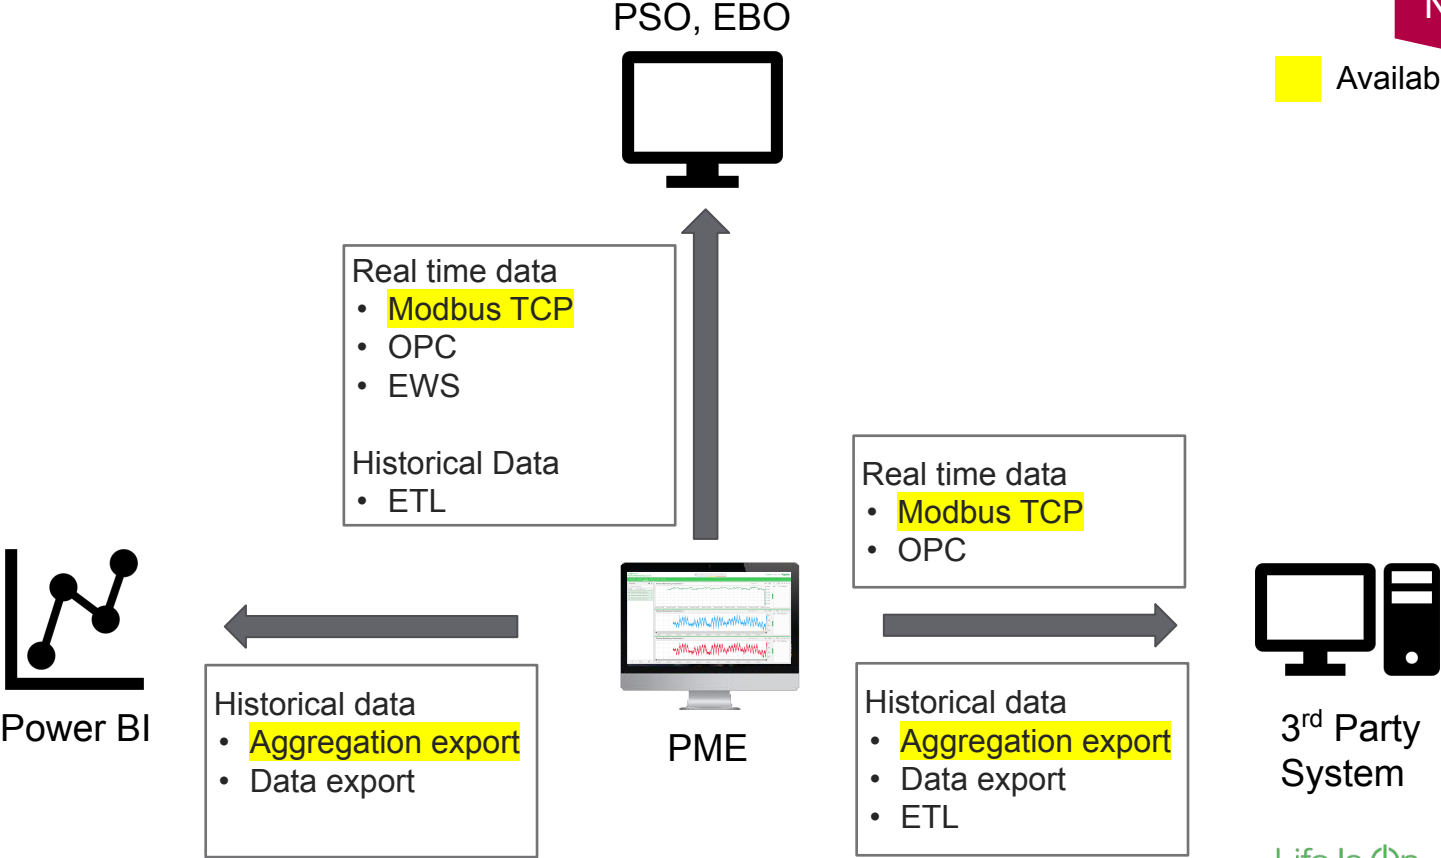 PSO, EBO
Real time data
• Modbus TCP
• OPC
• EWS
Historical Data
• ETL
Real time data
• Modbus TCP
• OPC
Power BI
Historical data
• Aggregation export
• Data export
PME
Historical data
• Aggregation export
• Data export
• ETL
3rd Party
System